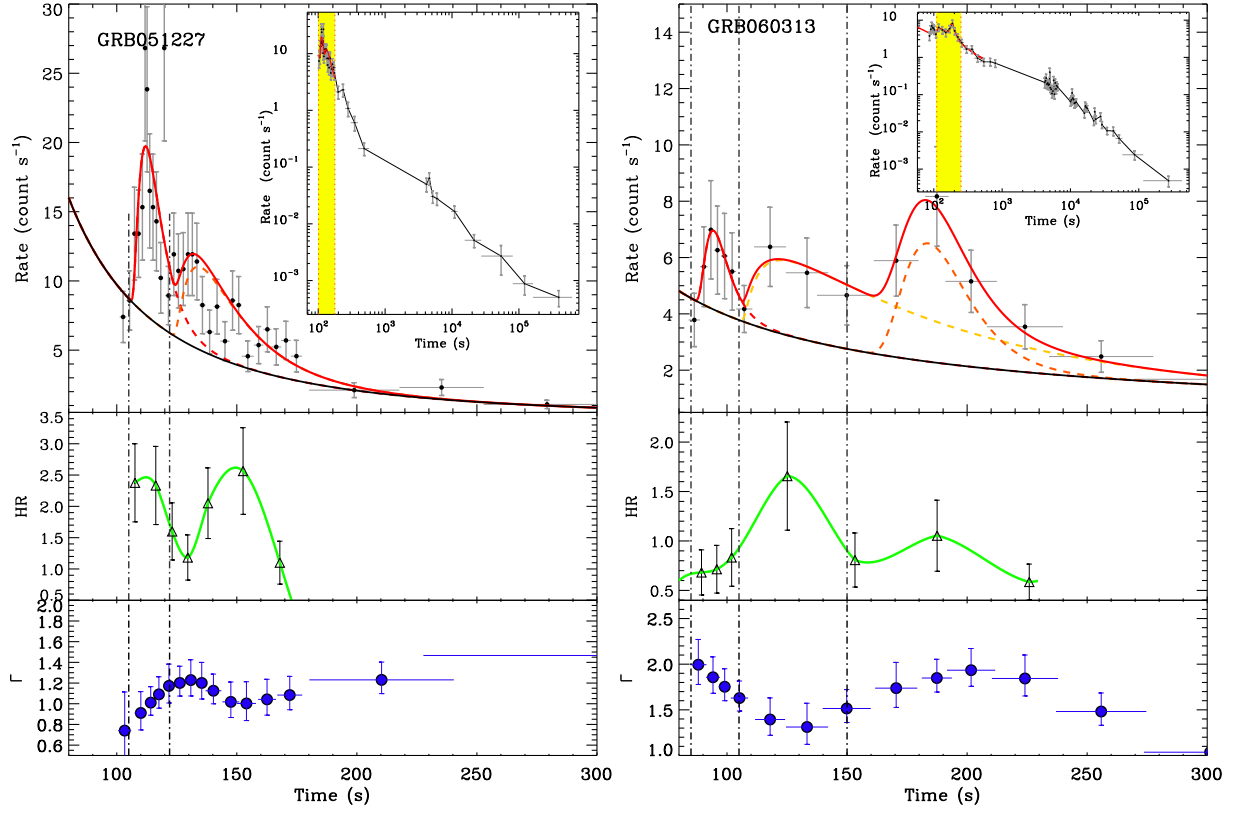 GRB051227
Rate (count s⁻¹)
30
25
20
15
10
5
Rate (count s⁻¹)
10
1
10⁻¹
10⁻²
10⁻³
10² 10³ 10⁴ 10⁵
Time (s)
HR
3.5
3.0
2.5
2.0
1.5
1.0
0.5
Γ
2.0
1.8
1.6
1.4
1.2
1.0
0.8
0.6
100 150 200 250 300
Time (s)
GRB060313
Rate (count s⁻¹)
14
12
10
8
6
4
2
Rate (count s⁻¹)
10
1
10⁻¹
10⁻²
10⁻³
10² 10³ 10⁴ 10⁵
Time (s)
HR
2.0
1.5
1.0
0.5
Γ
2.5
2.0
1.5
1.0
100 150 200 250 300
Time (s)